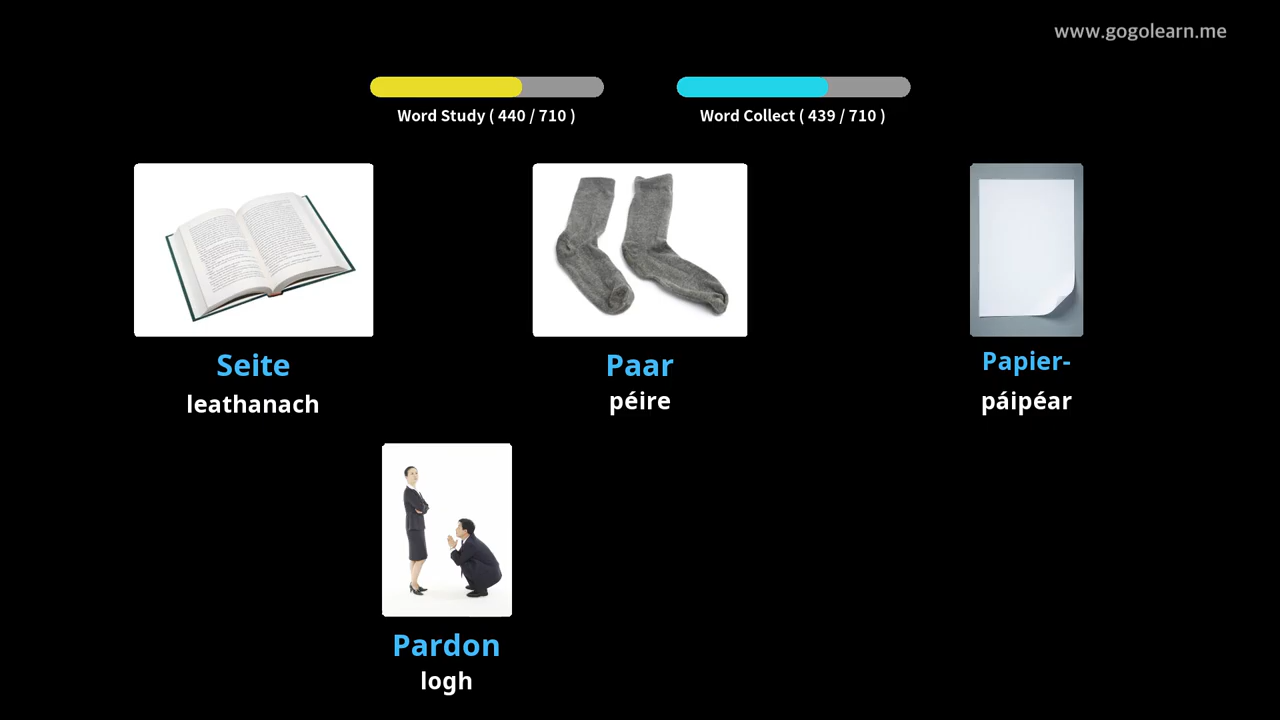 www.gogolearn.me
Word Study ( 440 / 710 )
Word Collect ( 439 / 710 )
Seite
leathanach
Paar
péire
Papier-
páipéar
Pardon
logh